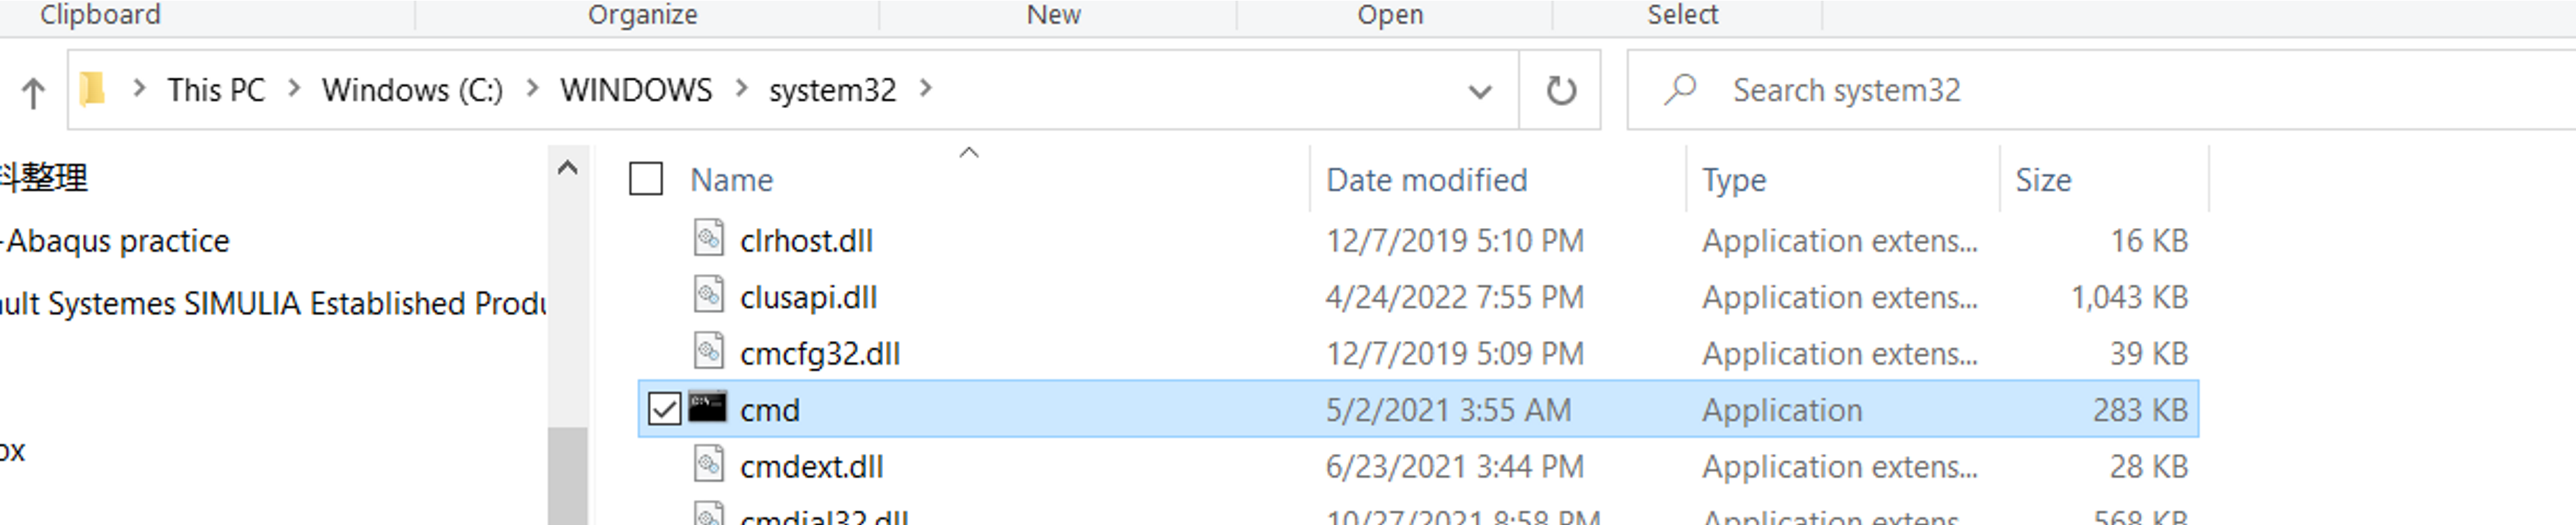 Clipboard Organize New Open Select
This PC > Windows (C:) > WINDOWS > system32 > Search system32
料整理
-Abaqus practice
ault Systemes SIMULIA Established Produ
ox
Name Date modified Type Size
clrhost.dll 12/7/2019 5:10 PM Application extens... 16 KB
clusapi.dll 4/24/2022 7:55 PM Application extens... 1,043 KB
cmcfg32.dll 12/7/2019 5:09 PM Application extens... 39 KB
cmd 5/2/2021 3:55 AM Application 283 KB
cmdext.dll 6/23/2021 3:44 PM Application extens... 28 KB
cmdial32.dll 10/27/2021 8:58 PM Application extens... 568 KB